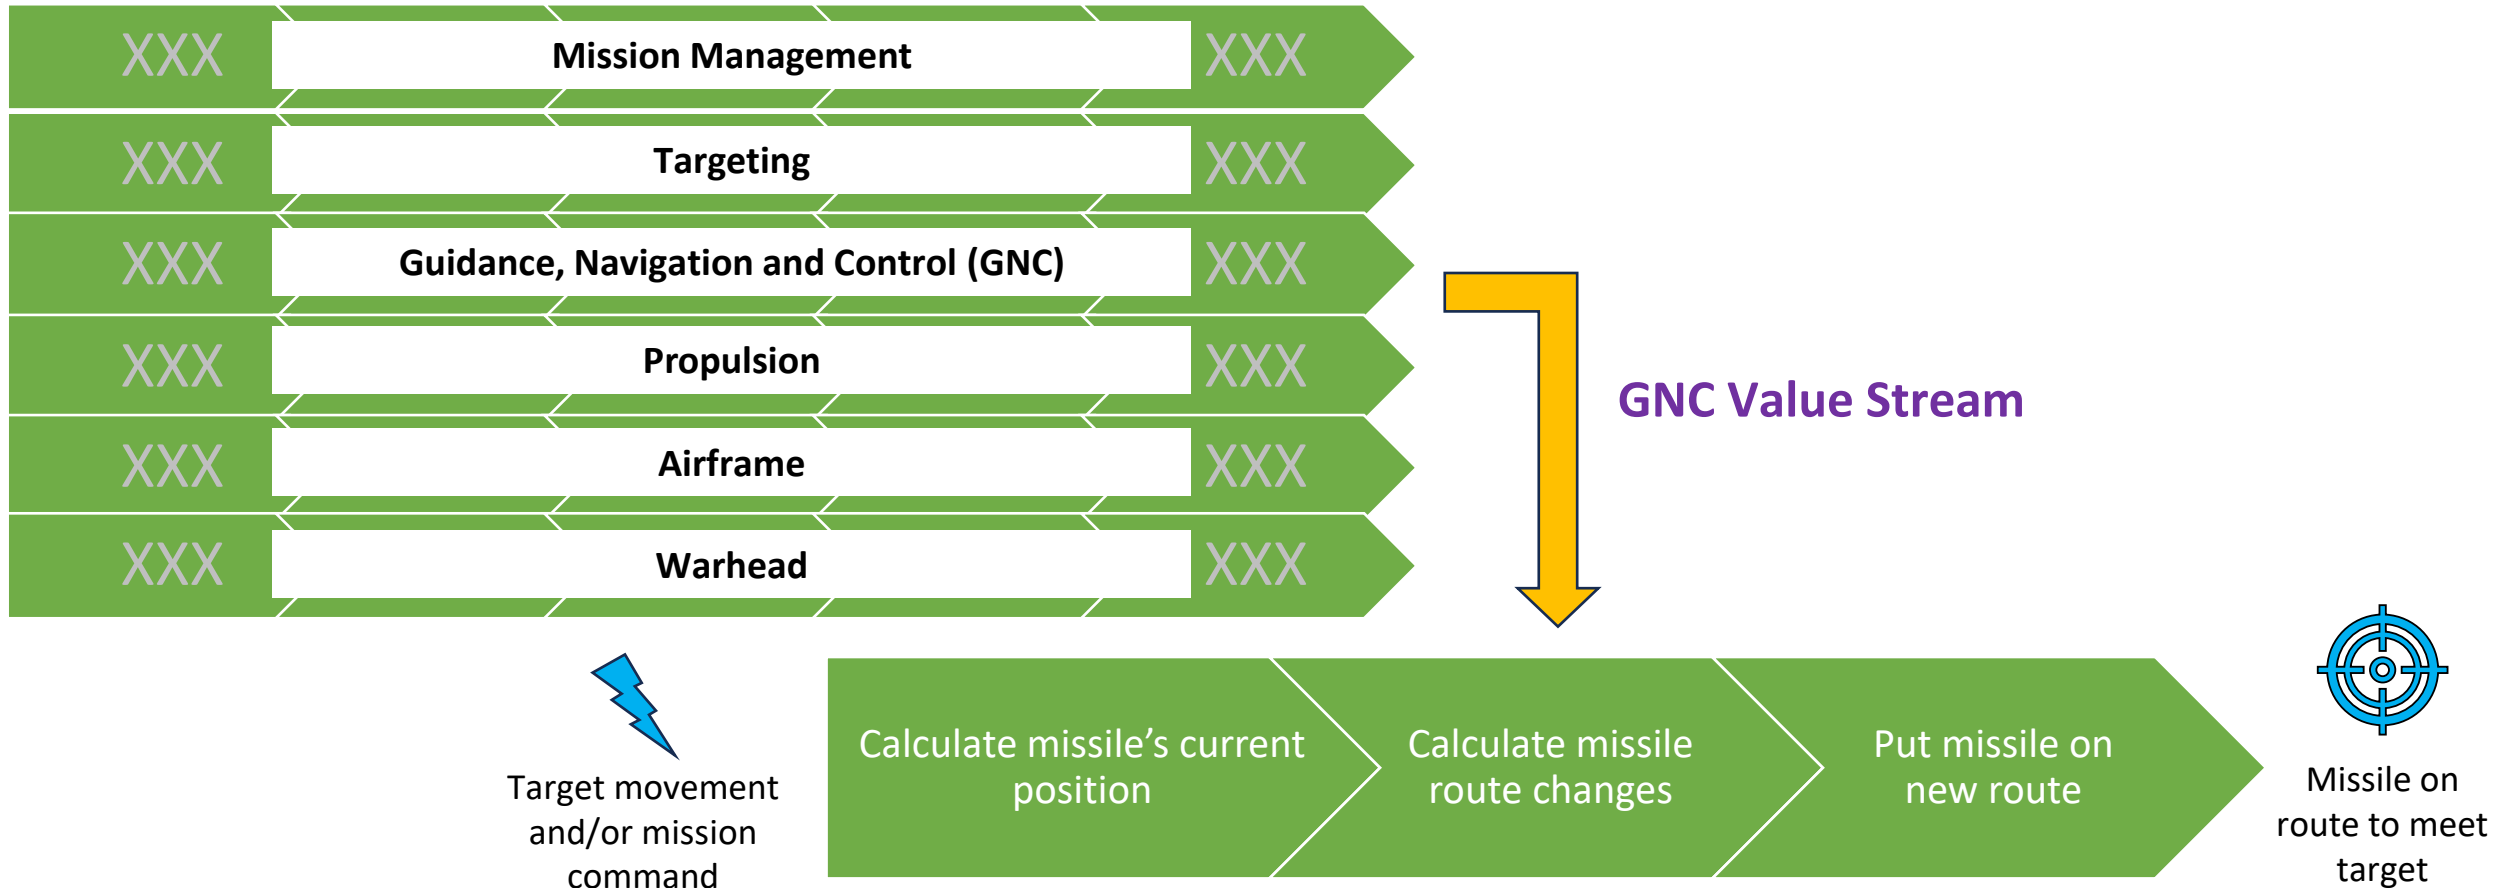 XXX Mission Management XXX
XXX Targeting XXX
XXX Guidance, Navigation and Control (GNC) XXX
XXX Propulsion XXX
XXX Airframe XXX
XXX Warhead XXX
GNC Value Stream
Target movement
and/or mission
command
Calculate missile’s current
position
Calculate missile
route changes
Put missile on
new route
Missile on
route to meet
target